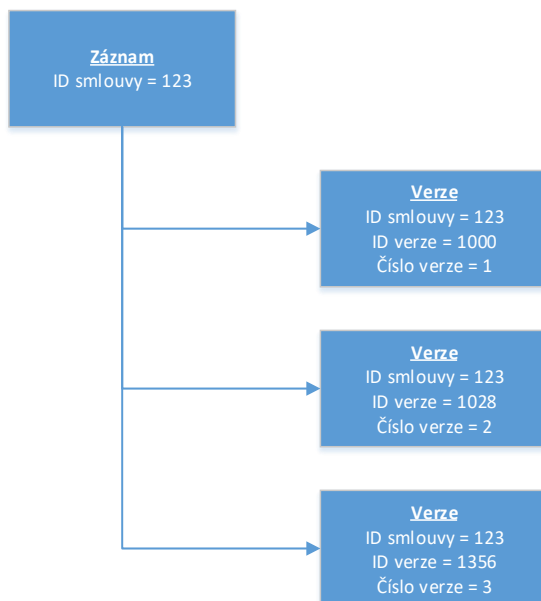 Záznam
ID smlouvy = 123
Verze
ID smlouvy = 123
ID verze = 1000
Číslo verze = 1
Verze
ID smlouvy = 123
ID verze = 1028
Číslo verze = 2
Verze
ID smlouvy = 123
ID verze = 1356
Číslo verze = 3